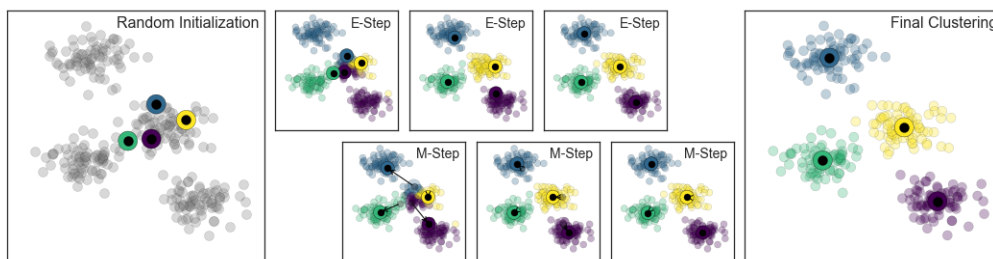 Random Initialization
E-Step
E-Step
E-Step
Final Clustering
M-Step
M-Step
M-Step